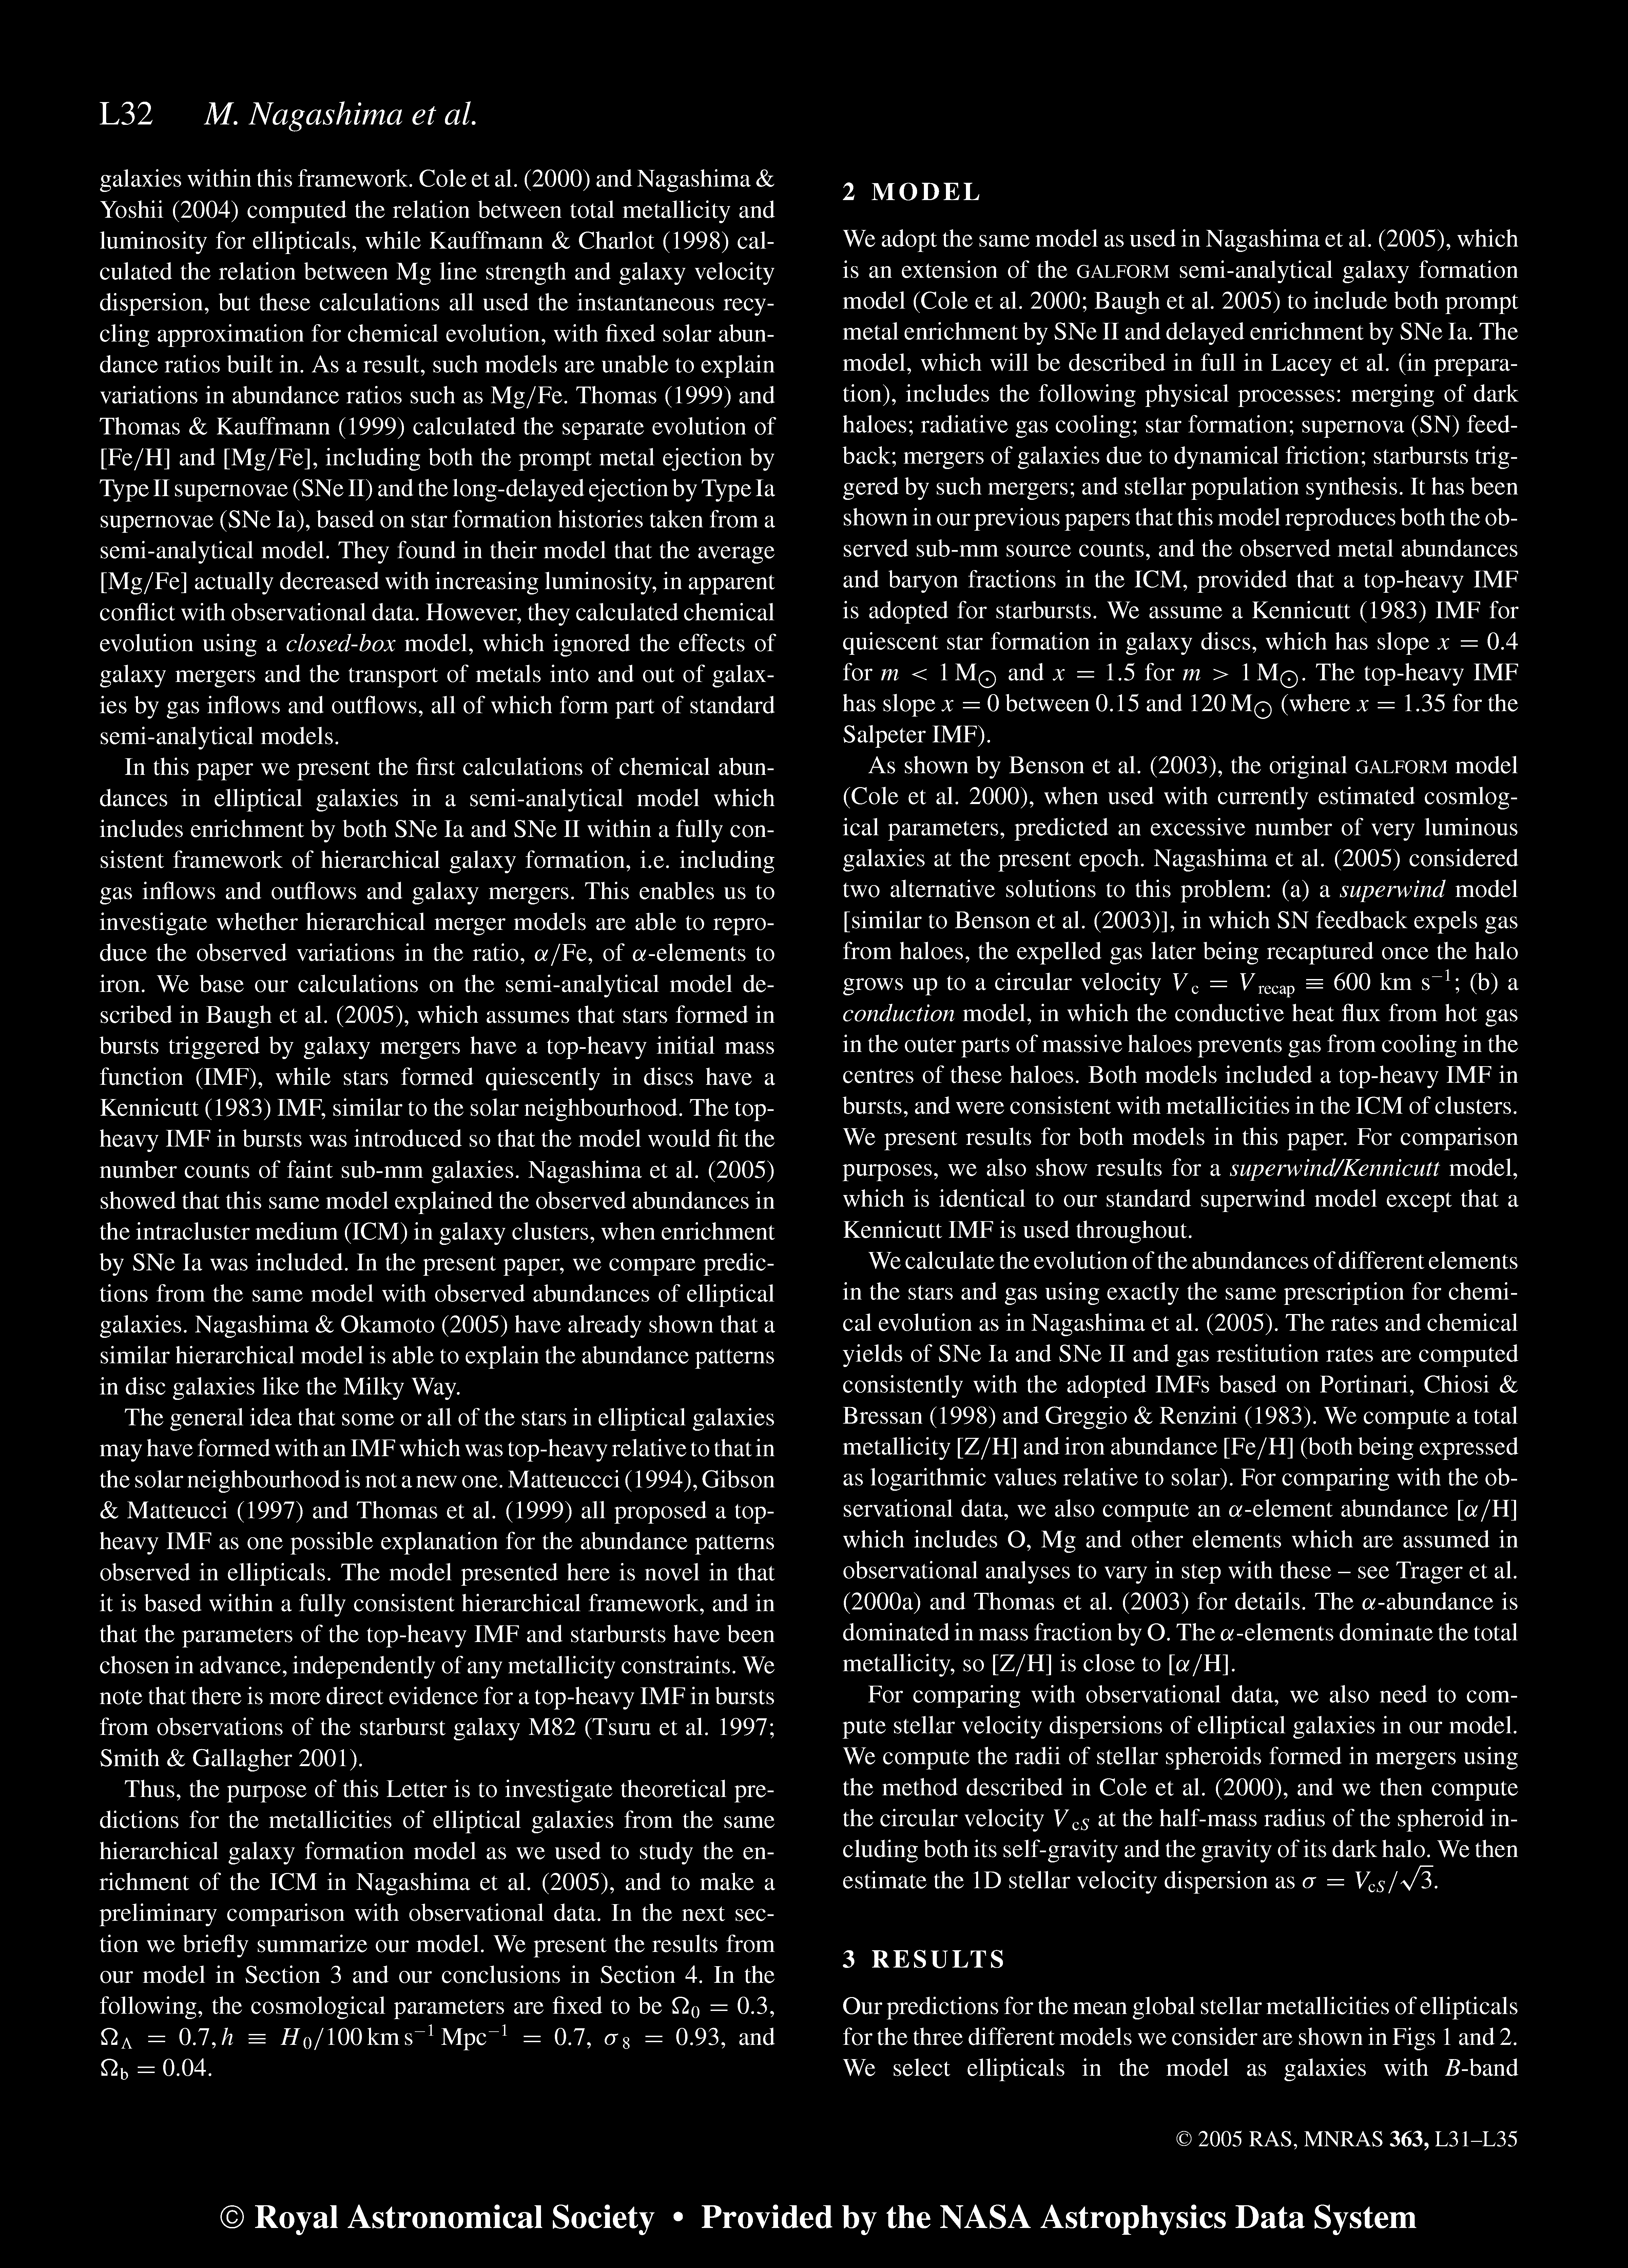 L32 M. Nagashima et al.
galaxies within this framework. Cole et al. (2000) and Nagashima &
Yoshii (2004) computed the relation between total metallicity and
luminosity for ellipticals, while Kauffmann & Charlot (1998) cal-
culated the relation between Mg line strength and galaxy velocity
dispersion, but these calculations all used the instantaneous recy-
cling approximation for chemical evolution, with fixed solar abun-
dance ratios built in. As a result, such models are unable to explain
variations in abundance ratios such as Mg/Fe. Thomas (1999) and
Thomas & Kauffmann (1999) calculated the separate evolution of
[Fe/H] and [Mg/Fe], including both the prompt metal ejection by
Type II supernovae (SNe II) and the long-delayed ejection by Type Ia
supernovae (SNe Ia), based on star formation histories taken from a
semi-analytical model. They found in their model that the average
[Mg/Fe] actually decreased with increasing luminosity, in apparent
conflict with observational data. However, they calculated chemical
evolution using a closed-box model, which ignored the effects of
galaxy mergers and the transport of metals into and out of galax-
ies by gas inflows and outflows, all of which form part of standard
semi-analytical models.
In this paper we present the first calculations of chemical abun-
dances in elliptical galaxies in a semi-analytical model which
includes enrichment by both SNe Ia and SNe II within a fully con-
sistent framework of hierarchical galaxy formation, i.e. including
gas inflows and outflows and galaxy mergers. This enables us to
investigate whether hierarchical merger models are able to repro-
duce the observed variations in the ratio, α/Fe, of α-elements to
iron. We base our calculations on the semi-analytical model de-
scribed in Baugh et al. (2005), which assumes that stars formed in
bursts triggered by galaxy mergers have a top-heavy initial mass
function (IMF), while stars formed quiescently in discs have a
Kennicutt (1983) IMF, similar to the solar neighbourhood. The top-
heavy IMF in bursts was introduced so that the model would fit the
number counts of faint sub-mm galaxies. Nagashima et al. (2005)
showed that this same model explained the observed abundances in
the intracluster medium (ICM) in galaxy clusters, when enrichment
by SNe Ia was included. In the present paper, we compare predic-
tions from the same model with observed abundances of elliptical
galaxies. Nagashima & Okamoto (2005) have already shown that a
similar hierarchical model is able to explain the abundance patterns
in disc galaxies like the Milky Way.
The general idea that some or all of the stars in elliptical galaxies
may have formed with an IMF which was top-heavy relative to that in
the solar neighbourhood is not a new one. Matteuccci (1994), Gibson
& Matteucci (1997) and Thomas et al. (1999) all proposed a top-
heavy IMF as one possible explanation for the abundance patterns
observed in ellipticals. The model presented here is novel in that
it is based within a fully consistent hierarchical framework, and in
that the parameters of the top-heavy IMF and starbursts have been
chosen in advance, independently of any metallicity constraints. We
note that there is more direct evidence for a top-heavy IMF in bursts
from observations of the starburst galaxy M82 (Tsuru et al. 1997;
Smith & Gallagher 2001).
Thus, the purpose of this Letter is to investigate theoretical pre-
dictions for the metallicities of elliptical galaxies from the same
hierarchical galaxy formation model as we used to study the en-
richment of the ICM in Nagashima et al. (2005), and to make a
preliminary comparison with observational data. In the next sec-
tion we briefly summarize our model. We present the results from
our model in Section 3 and our conclusions in Section 4. In the
following, the cosmological parameters are fixed to be Ω₀ = 0.3,
Ω_Λ = 0.7, h ≡ H₀/100 km s⁻¹ Mpc⁻¹ = 0.7, σ₈ = 0.93, and
Ω_b = 0.04.
2 MODEL
We adopt the same model as used in Nagashima et al. (2005), which
is an extension of the GALFORM semi-analytical galaxy formation
model (Cole et al. 2000; Baugh et al. 2005) to include both prompt
metal enrichment by SNe II and delayed enrichment by SNe Ia. The
model, which will be described in full in Lacey et al. (in prepara-
tion), includes the following physical processes: merging of dark
haloes; radiative gas cooling; star formation; supernova (SN) feed-
back; mergers of galaxies due to dynamical friction; starbursts trig-
gered by such mergers; and stellar population synthesis. It has been
shown in our previous papers that this model reproduces both the ob-
served sub-mm source counts, and the observed metal abundances
and baryon fractions in the ICM, provided that a top-heavy IMF
is adopted for starbursts. We assume a Kennicutt (1983) IMF for
quiescent star formation in galaxy discs, which has slope x = 0.4
for m < 1 M⊙ and x = 1.5 for m > 1 M⊙. The top-heavy IMF
has slope x = 0 between 0.15 and 120 M⊙ (where x = 1.35 for the
Salpeter IMF).
As shown by Benson et al. (2003), the original GALFORM model
(Cole et al. 2000), when used with currently estimated cosmlog-
ical parameters, predicted an excessive number of very luminous
galaxies at the present epoch. Nagashima et al. (2005) considered
two alternative solutions to this problem: (a) a superwind model
[similar to Benson et al. (2003)], in which SN feedback expels gas
from haloes, the expelled gas later being recaptured once the halo
grows up to a circular velocity V_c = V_recap ≡ 600 km s⁻¹; (b) a
conduction model, in which the conductive heat flux from hot gas
in the outer parts of massive haloes prevents gas from cooling in the
centres of these haloes. Both models included a top-heavy IMF in
bursts, and were consistent with metallicities in the ICM of clusters.
We present results for both models in this paper. For comparison
purposes, we also show results for a superwind/Kennicutt model,
which is identical to our standard superwind model except that a
Kennicutt IMF is used throughout.
We calculate the evolution of the abundances of different elements
in the stars and gas using exactly the same prescription for chemi-
cal evolution as in Nagashima et al. (2005). The rates and chemical
yields of SNe Ia and SNe II and gas restitution rates are computed
consistently with the adopted IMFs based on Portinari, Chiosi &
Bressan (1998) and Greggio & Renzini (1983). We compute a total
metallicity [Z/H] and iron abundance [Fe/H] (both being expressed
as logarithmic values relative to solar). For comparing with the ob-
servational data, we also compute an α-element abundance [α/H]
which includes O, Mg and other elements which are assumed in
observational analyses to vary in step with these – see Trager et al.
(2000a) and Thomas et al. (2003) for details. The α-abundance is
dominated in mass fraction by O. The α-elements dominate the total
metallicity, so [Z/H] is close to [α/H].
For comparing with observational data, we also need to com-
pute stellar velocity dispersions of elliptical galaxies in our model.
We compute the radii of stellar spheroids formed in mergers using
the method described in Cole et al. (2000), and we then compute
the circular velocity V_cS at the half-mass radius of the spheroid in-
cluding both its self-gravity and the gravity of its dark halo. We then
estimate the 1D stellar velocity dispersion as σ = V_cS/√3.
3 RESULTS
Our predictions for the mean global stellar metallicities of ellipticals
for the three different models we consider are shown in Figs 1 and 2.
We select ellipticals in the model as galaxies with B-band
© 2005 RAS, MNRAS 363, L31–L35
© Royal Astronomical Society • Provided by the NASA Astrophysics Data System